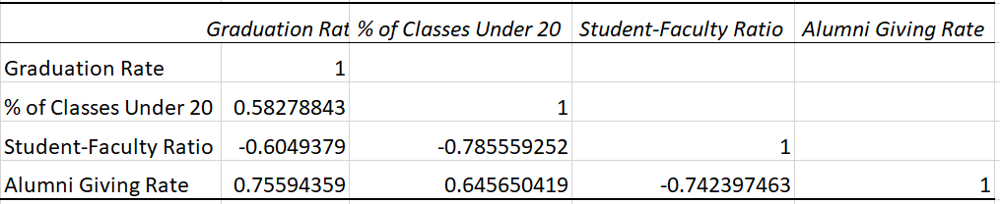 Graduation Rat % of Classes Under 20 Student-Faculty Ratio Alumni Giving Rate
Graduation Rate 1
% of Classes Under 20 0.58278843 1
Student-Faculty Ratio -0.6049379 -0.785559252 1
Alumni Giving Rate 0.75594359 0.645650419 -0.742397463 1